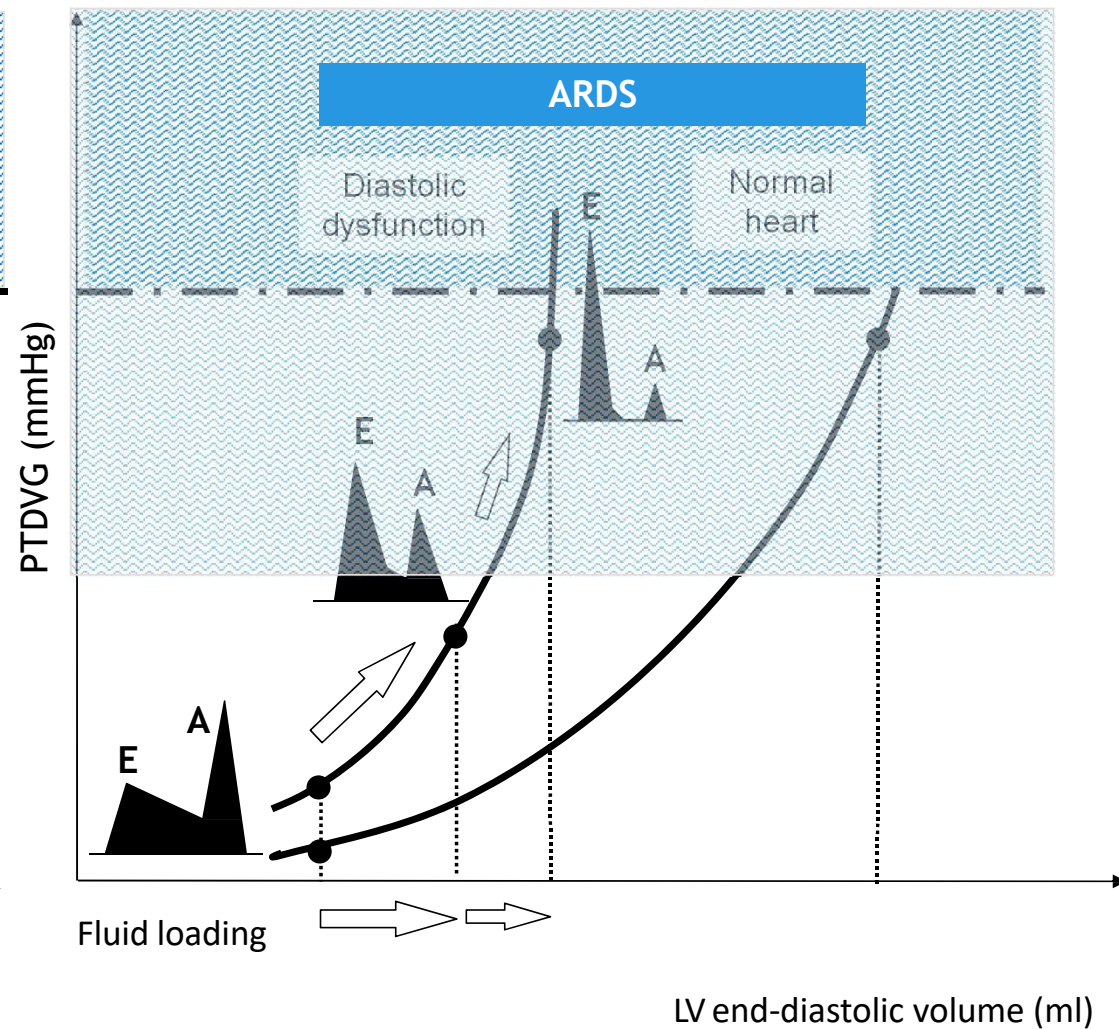 ARDS
Diastolic
dysfunction
Normal
heart
E
A
E
A
A
E
PTDVG (mmHg)
Fluid loading
LV end-diastolic volume (ml)